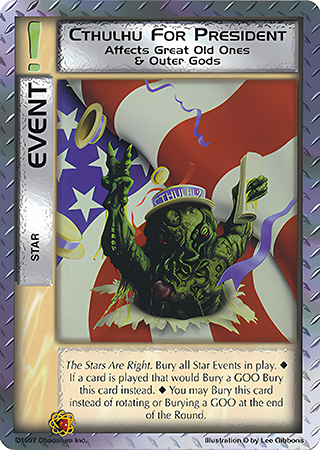 CTHULHU FOR PRESIDENT
AFFECTS GREAT OLD ONES
& OUTER GODS
!
EVENT
STAR
CTHULHU
The Stars Are Right. Bury all Star Events in play. ◆
If a card is played that would Bury a GOO Bury
this card instead. ◆ You may Bury this card
instead of rotating or Burying a GOO at the end
of the Round.
©1997 Chaosium Inc.
Illustration © by Lee Gibbons